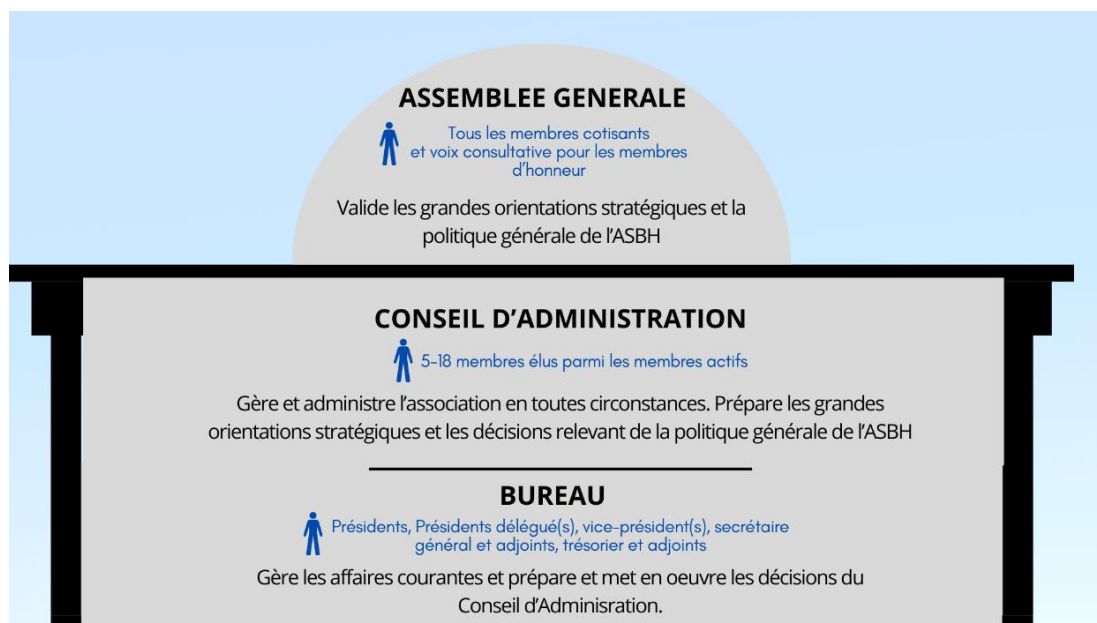 ASSEMBLEE GENERALE
Tous les membres cotisants
et voix consultative pour les membres
d'honneur
Valide les grandes orientations stratégiques et la
politique générale de l'ASBH
CONSEIL D'ADMINISTRATION
5-18 membres élus parmi les membres actifs
Gère et administre l'association en toutes circonstances. Prépare les grandes
orientations stratégiques et les décisions relevant de la politique générale de l'ASBH
BUREAU
Présidents, Présidents délégué(s), vice-président(s), secrétaire
général et adjoints, trésorier et adjoints
Gère les affaires courantes et prépare et met en oeuvre les décisions du
Conseil d'Adminisration.